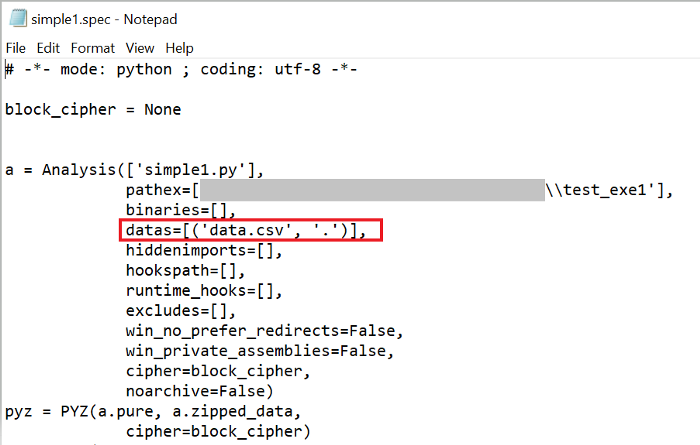 simple1.spec - Notepad
File Edit Format View Help
# -*- mode: python ; coding: utf-8 -*-
block_cipher = None
a = Analysis(['simple1.py'],
pathex=[\\test_exe1'],
binaries=[],
datas=[('data.csv', '.')],
hiddenimports=[],
hookspath=[],
runtime_hooks=[],
excludes=[],
win_no_prefer_redirects=False,
win_private_assemblies=False,
cipher=block_cipher,
noarchive=False)
pyz = PYZ(a.pure, a.zipped_data,
cipher=block_cipher)